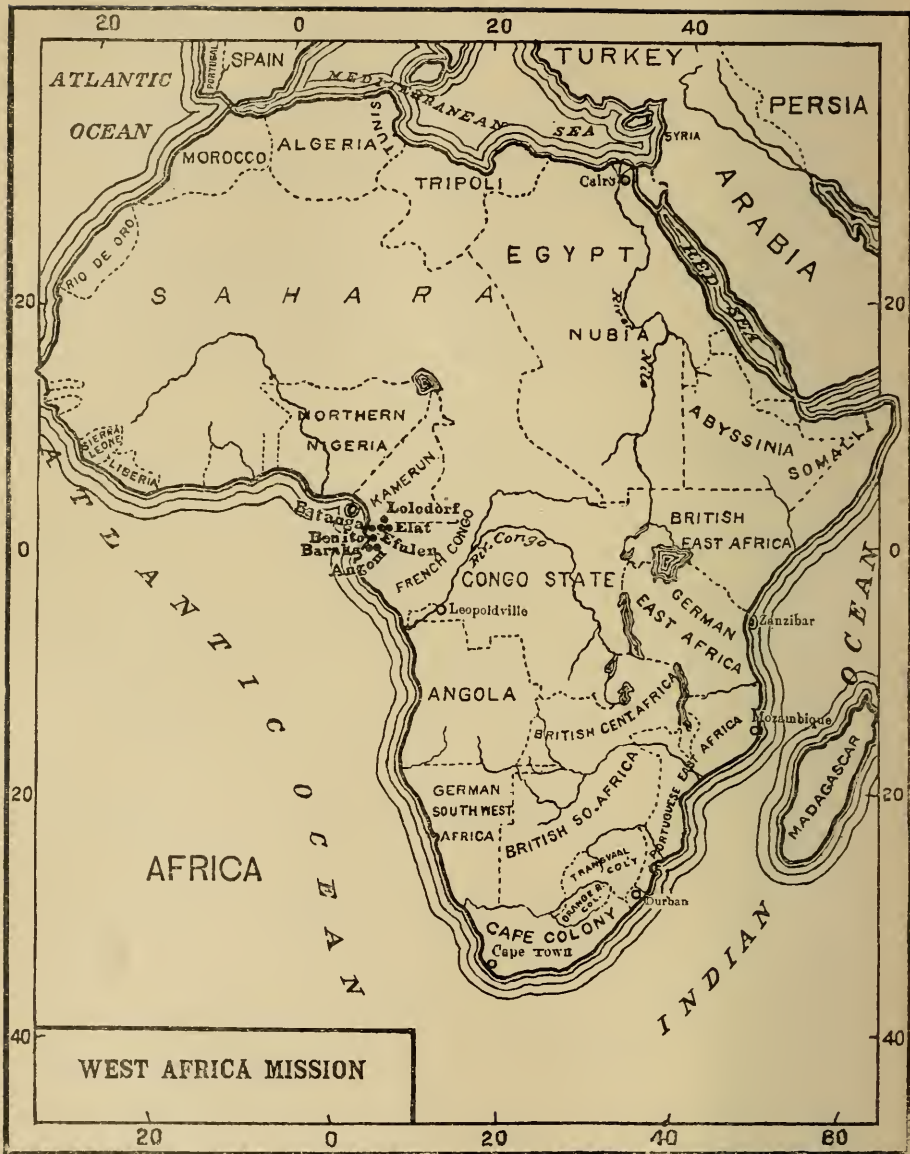 20
0
20
40
PORTUGAL
SPAIN
TURKEY
ATLANTIC
OCEAN
MEDITERRANEAN
SEA
SYRIA
PERSIA
MOROCCO
ALGERIA
TUNIS
TRIPOLI
Cairo
ARABIA
RIO DE ORO
EGYPT
RED SEA
20
SAHARA
20
River Nile
NUBIA
NORTHERN
NIGERIA
ABYSSINIA
SOMALI
SIERRA
LEONE
LIBERIA
KAMERUN
Batanga
Lolodorf
Elat
Benito
Efulen
Baraka
Angom
FRENCH CONGO
Riv. Congo
BRITISH
EAST AFRICA
0
0
CONGO STATE
Leopoldville
GERMAN
EAST AFRICA
Zanzibar
ANGOLA
BRITISH CENT. AFRICA
Mozambique
PORTUGUESE EAST AFRICA
MADAGASCAR
20
20
GERMAN
SOUTH WEST
AFRICA
BRITISH SO. AFRICA
TRANSVAAL
COLY
ORANGE R.
COL.
Durban
CAPE COLONY
Cape Town
ATLANTIC OCEAN
INDIAN OCEAN
AFRICA
40
40
WEST AFRICA MISSION
20
0
20
40
60